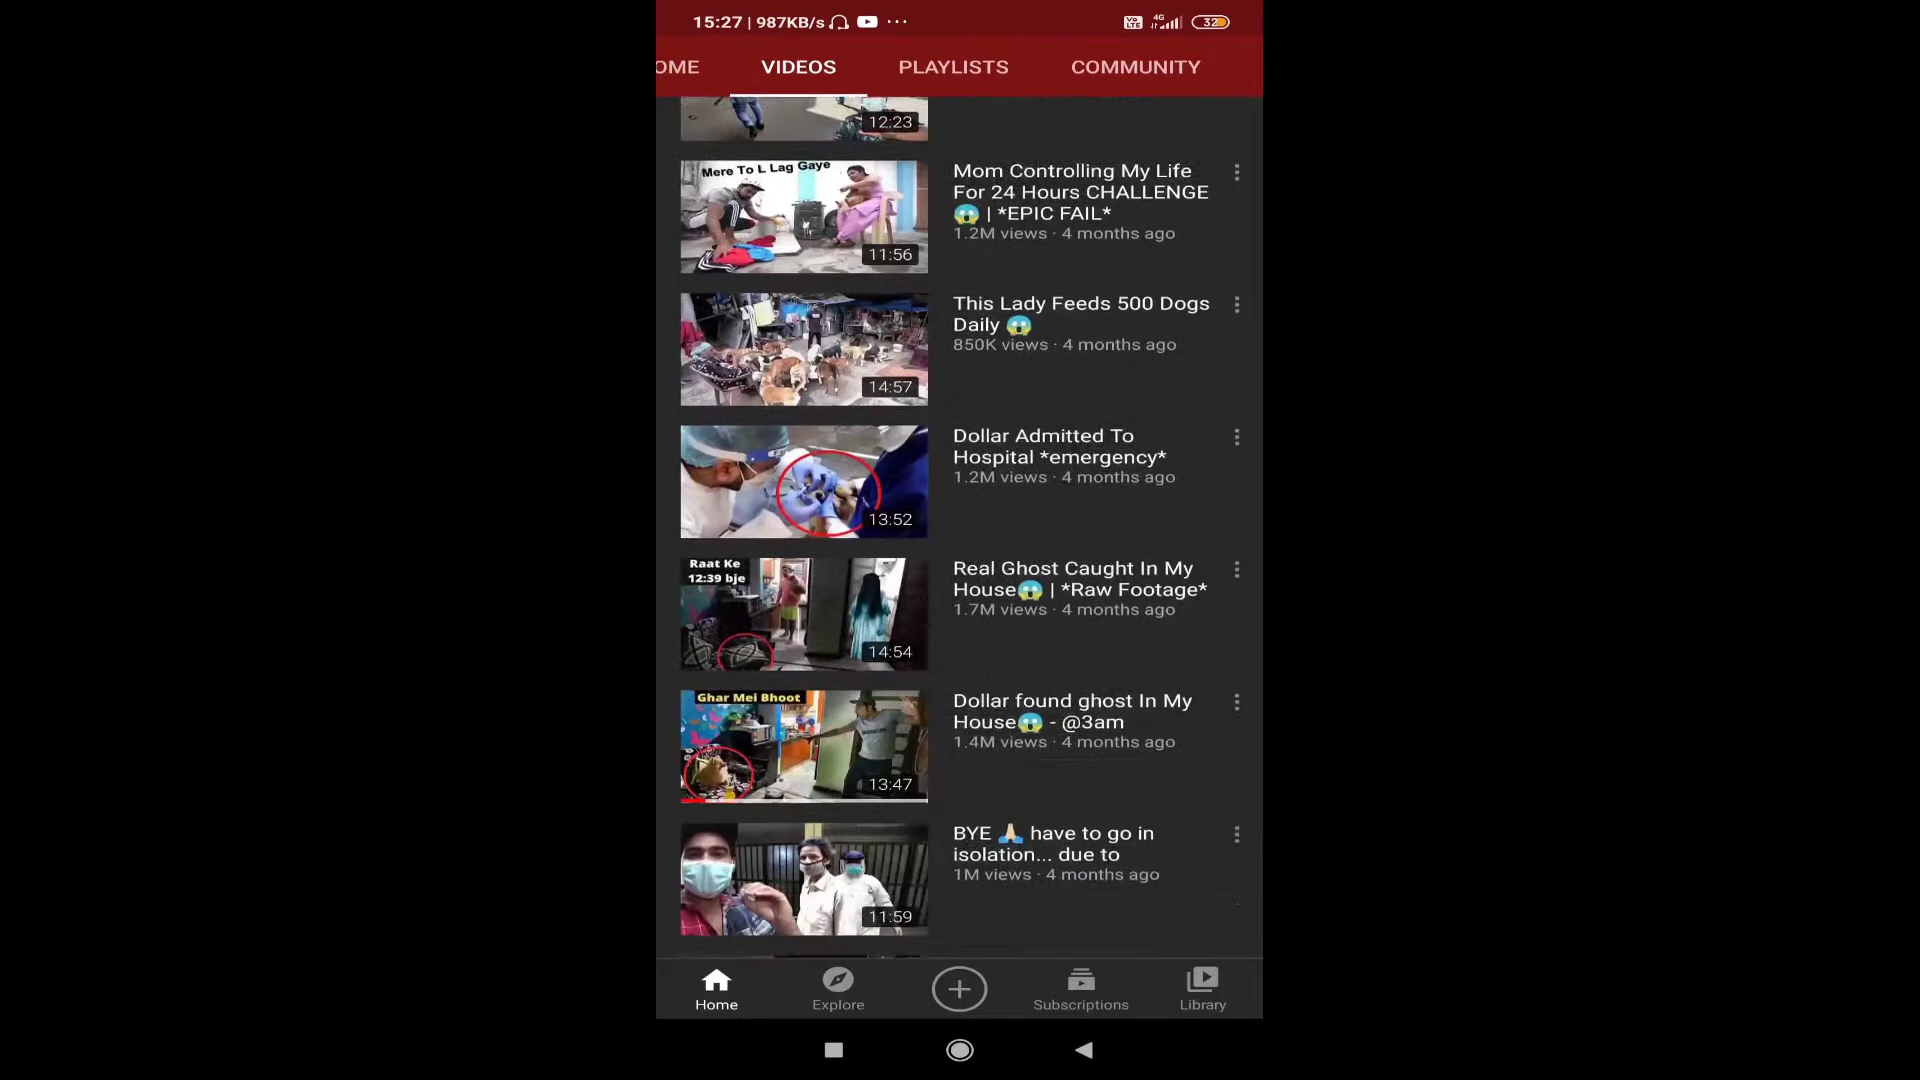 15:27 | 987KB/s ...
Vo LTE 4G 32
OME VIDEOS PLAYLISTS COMMUNITY
12:23
Mere To L Lag Gaye
11:56
Mom Controlling My Life
For 24 Hours CHALLENGE
😱 | *EPIC FAIL*
1.2M views · 4 months ago
14:57
This Lady Feeds 500 Dogs
Daily 😱
850K views · 4 months ago
13:52
Dollar Admitted To
Hospital *emergency*
1.2M views · 4 months ago
Raat Ke
12:39 bje
14:54
Real Ghost Caught In My
House😱 | *Raw Footage*
1.7M views · 4 months ago
Ghar Mei Bhoot
13:47
Dollar found ghost In My
House😱 - @3am
1.4M views · 4 months ago
11:59
BYE 🙏🏻 have to go in
isolation... due to
1M views · 4 months ago
Home Explore Subscriptions Library